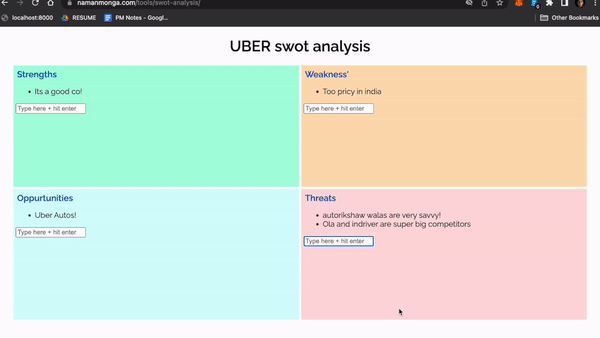 namanmonga.com/tools/swot-analysis/
localhost:8000
RESUME
PM Notes - Googl...
Other Bookmarks
UBER swot analysis
Strengths
Its a good co!
Type here + hit enter
Weakness'
Too pricy in india
Type here + hit enter
Oppurtunities
Uber Autos!
Type here + hit enter
Threats
autorikshaw walas are very savvy!
Ola and indriver are super big competitors
Type here + hit enter